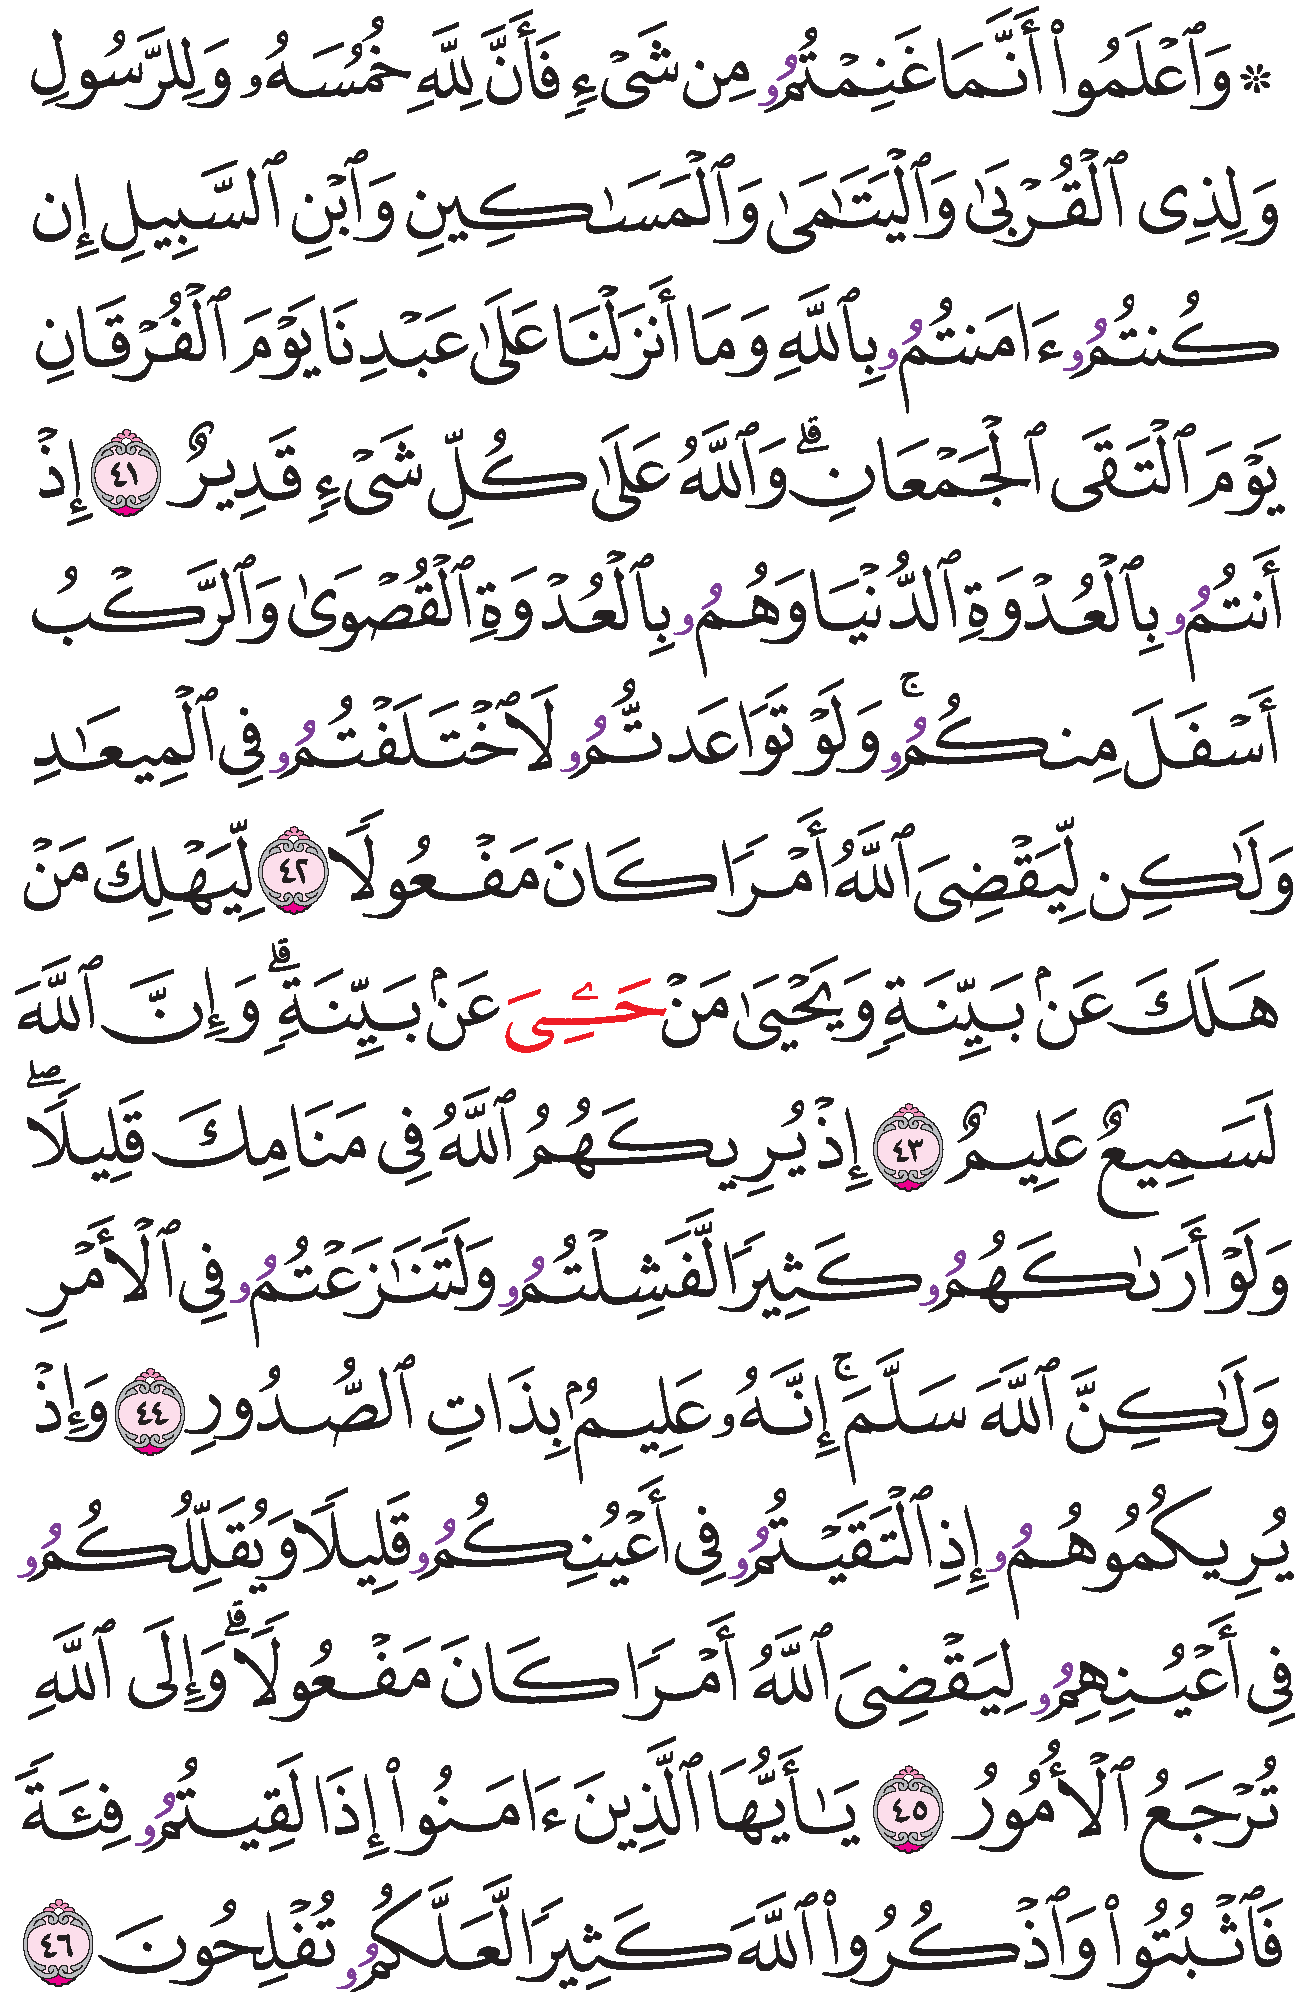 ۞ وَٱعۡلَمُواْ أَنَّمَا غَنِمۡتُمُۥ مِن شَيۡءٖ فَأَنَّ لِلَّهِ خُمُسَهُۥ وَلِلرَّسُولِ
وَلِذِي ٱلۡقُرۡبَىٰ وَٱلۡيَتَٰمَىٰ وَٱلۡمَسَٰكِينِ وَٱبۡنِ ٱلسَّبِيلِ إِن
كُنتُمُۥ ءَامَنتُمُۥ بِٱللَّهِ وَمَا أَنزَلۡنَا عَلَىٰ عَبۡدِنَا يَوۡمَ ٱلۡفُرۡقَانِ
يَوۡمَ ٱلۡتَقَى ٱلۡجَمۡعَانِۗ وَٱللَّهُ عَلَىٰ كُلِّ شَيۡءٖ قَدِيرٌ ٤١ إِذۡ
أَنتُمُۥ بِٱلۡعُدۡوَةِ ٱلدُّنۡيَا وَهُمُۥ بِٱلۡعُدۡوَةِ ٱلۡقُصۡوَىٰ وَٱلرَّكۡبُ
أَسۡفَلَ مِنكُمُۥۚ وَلَوۡ تَوَاعَدتُّمُۥ لَٱخۡتَلَفۡتُمُۥ فِي ٱلۡمِيعَٰدِ
وَلَٰكِن لِّيَقۡضِيَ ٱللَّهُ أَمۡرٗا كَانَ مَفۡعُولٗا ٤٢ لِّيَهۡلِكَ مَنۡ
هَلَكَ عَنۢ بَيِّنَةٖ وَيَحۡيَىٰ مَنۡ حَيِيَ عَنۢ بَيِّنَةٖۗ وَإِنَّ ٱللَّهَ
لَسَمِيعٌ عَلِيمٌ ٤٣ إِذۡ يُرِيكَهُمُ ٱللَّهُ فِي مَنَامِكَ قَلِيلٗاۖ
وَلَوۡ أَرَىٰكَهُمُۥ كَثِيرٗا لَّفَشِلۡتُمُۥ وَلَتَنَٰزَعۡتُمُۥ فِي ٱلۡأَمۡرِ
وَلَٰكِنَّ ٱللَّهَ سَلَّمَۚ إِنَّهُۥ عَلِيمُۢ بِذَاتِ ٱلصُّدُورِ ٤٤ وَإِذۡ
يُرِيكُمُوهُمُۥ إِذِ ٱلۡتَقَيۡتُمُۥ فِي أَعۡيُنِكُمُۥ قَلِيلٗا وَيُقَلِّلُكُمُۥ
فِي أَعۡيُنِهِمُۥ لِيَقۡضِيَ ٱللَّهُ أَمۡرٗا كَانَ مَفۡعُولٗاۗ وَإِلَى ٱللَّهِ
تُرۡجَعُ ٱلۡأُمُورُ ٤٥ يَٰأَيُّهَا ٱلَّذِينَ ءَامَنُواْ إِذَا لَقِيتُمُۥ فِئَةٗ
فَٱثۡبُتُواْ وَٱذۡكُرُواْ ٱللَّهَ كَثِيرٗا لَّعَلَّكُمُۥ تُفۡلِحُونَ ٤٦